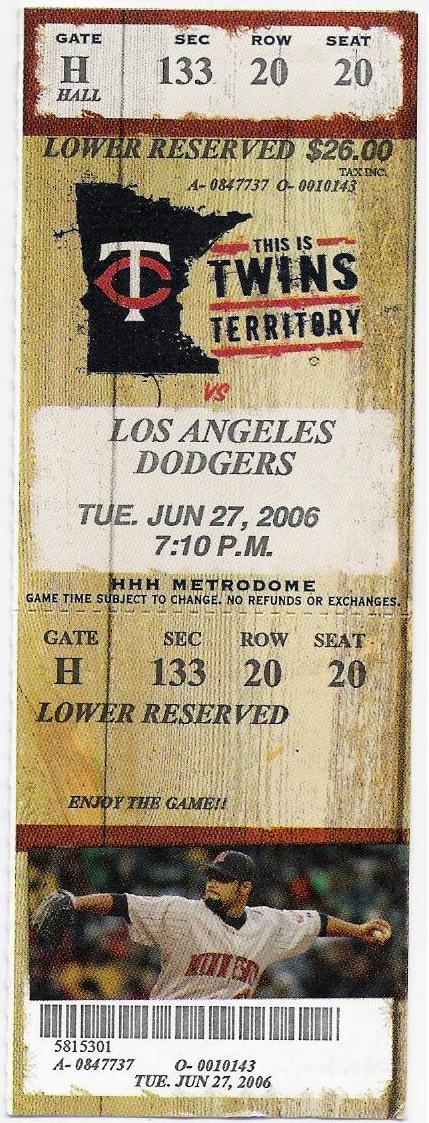 GATE SEC ROW SEAT
H 133 20 20
HALL
LOWER RESERVED $26.00
TAX INC.
A- 0847737 O- 0010143
THIS IS
TWINS
TERRITORY
TC
VS
LOS ANGELES
DODGERS
TUE. JUN 27, 2006
7:10 P.M.
HHH METRODOME
GAME TIME SUBJECT TO CHANGE. NO REFUNDS OR EXCHANGES.
GATE SEC ROW SEAT
H 133 20 20
LOWER RESERVED
ENJOY THE GAME!!
MINNES
5815301
A- 0847737 O- 0010143
TUE. JUN 27, 2006